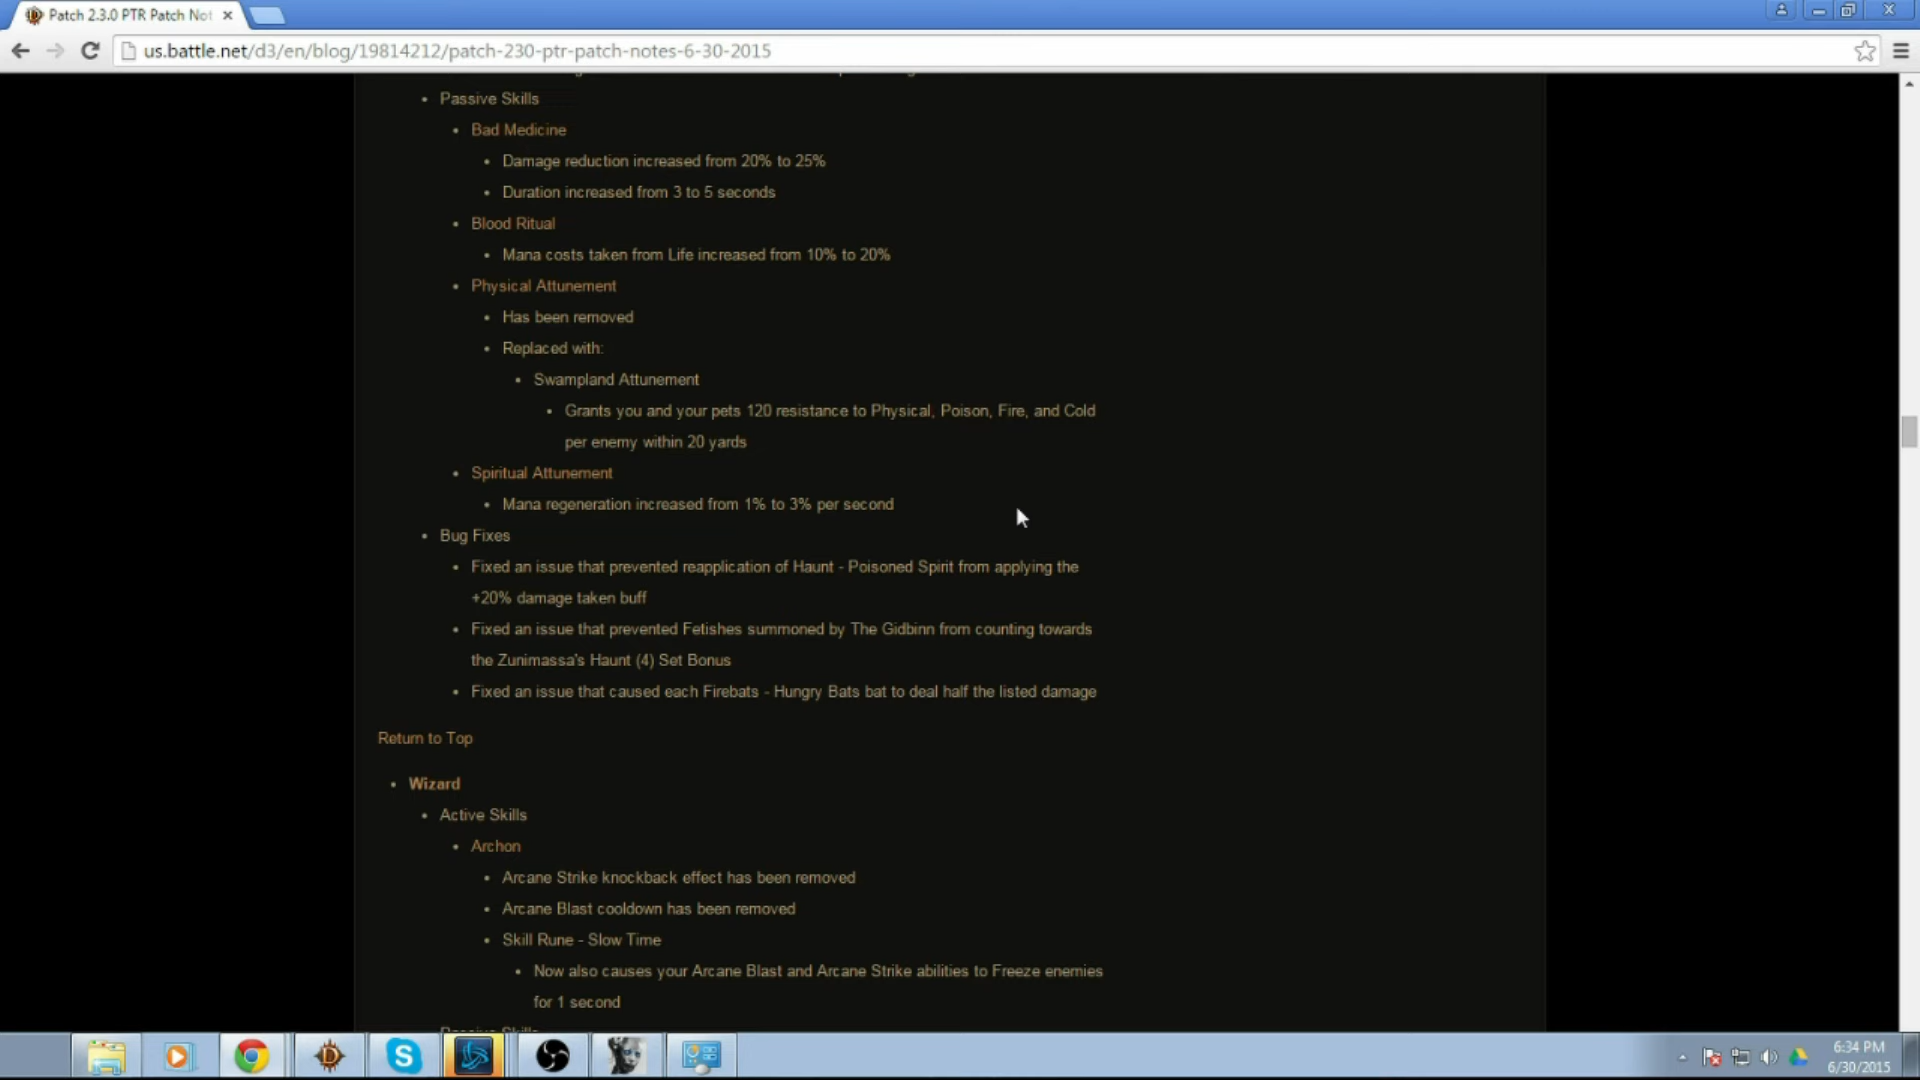 Patch 2.3.0 PTR Patch Not
us.battle.net/d3/en/blog/19814212/patch-230-ptr-patch-notes-6-30-2015
Passive Skills
Bad Medicine
Damage reduction increased from 20% to 25%
Duration increased from 3 to 5 seconds
Blood Ritual
Mana costs taken from Life increased from 10% to 20%
Physical Attunement
Has been removed
Replaced with:
Swampland Attunement
Grants you and your pets 120 resistance to Physical, Poison, Fire, and Cold
per enemy within 20 yards
Spiritual Attunement
Mana regeneration increased from 1% to 3% per second
Bug Fixes
Fixed an issue that prevented reapplication of Haunt - Poisoned Spirit from applying the
+20% damage taken buff
Fixed an issue that prevented Fetishes summoned by The Gidbinn from counting towards
the Zunimassa's Haunt (4) Set Bonus
Fixed an issue that caused each Firebats - Hungry Bats bat to deal half the listed damage
Return to Top
Wizard
Active Skills
Archon
Arcane Strike knockback effect has been removed
Arcane Blast cooldown has been removed
Skill Rune - Slow Time
Now also causes your Arcane Blast and Arcane Strike abilities to Freeze enemies
for 1 second
Passive Skills
6:34 PM
6/30/2015